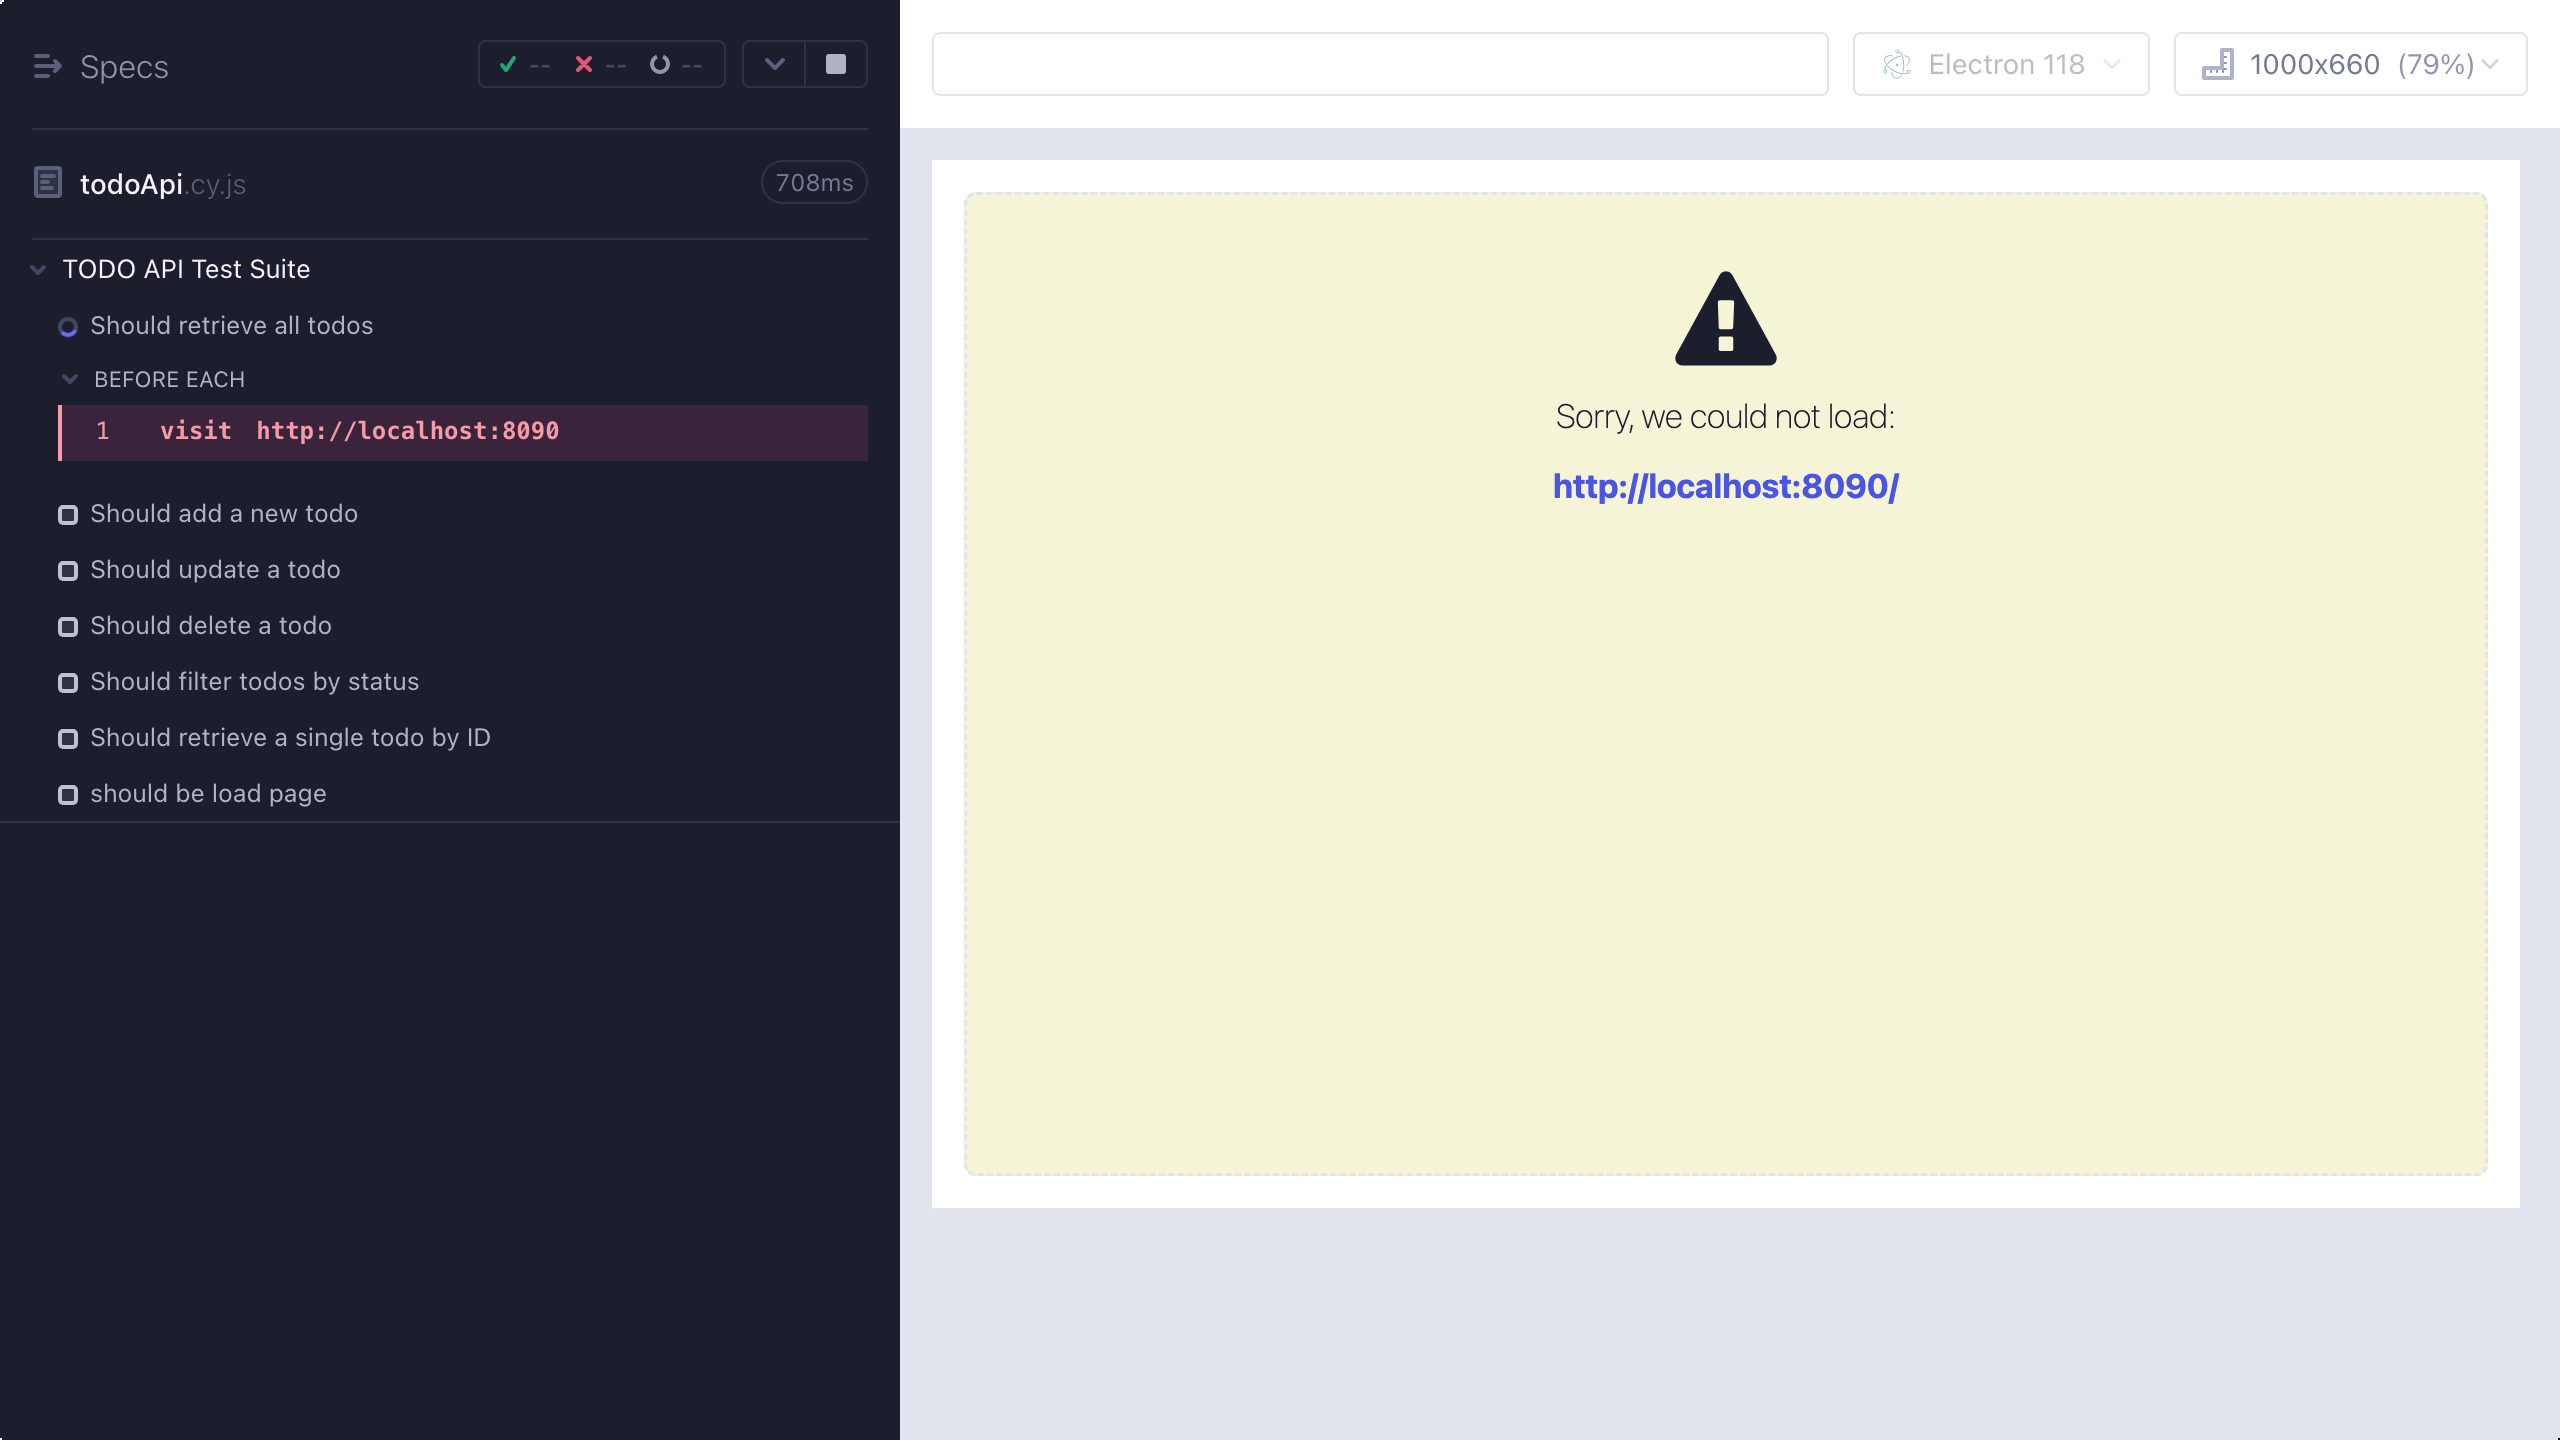 Specs
-- -- --
todoApi.cy.js 708ms
TODO API Test Suite
Should retrieve all todos
BEFORE EACH
1 visit http://localhost:8090
Should add a new todo
Should update a todo
Should delete a todo
Should filter todos by status
Should retrieve a single todo by ID
should be load page
Electron 118
1000x660 (79%)
Sorry, we could not load:
http://localhost:8090/